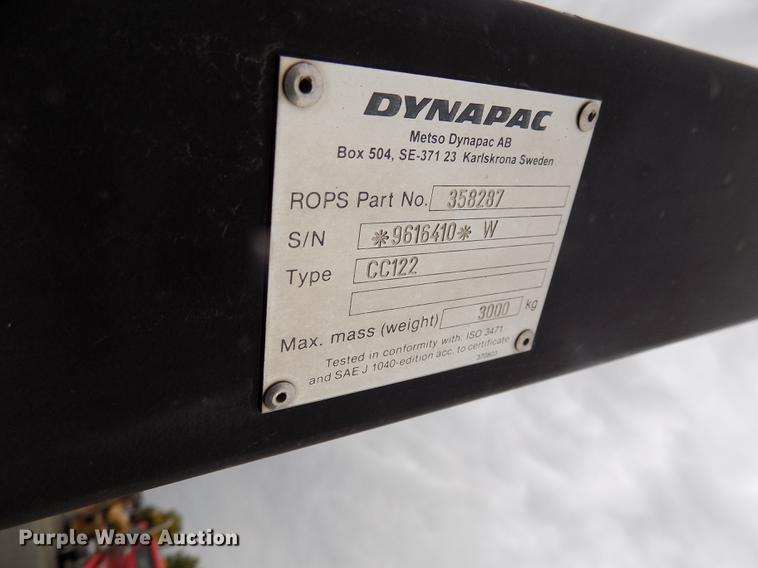 DYNAPAC
Metso Dynapac AB
Box 504, SE-371 23 Karlskrona Sweden
ROPS Part No. 358287
S/N *9616410* W
Type CC122
Max. mass (weight) 3000 kg
Tested in conformity with: ISO 3471
and SAE J 1040-edition acc. to certificate
370803
Purple Wave Auction